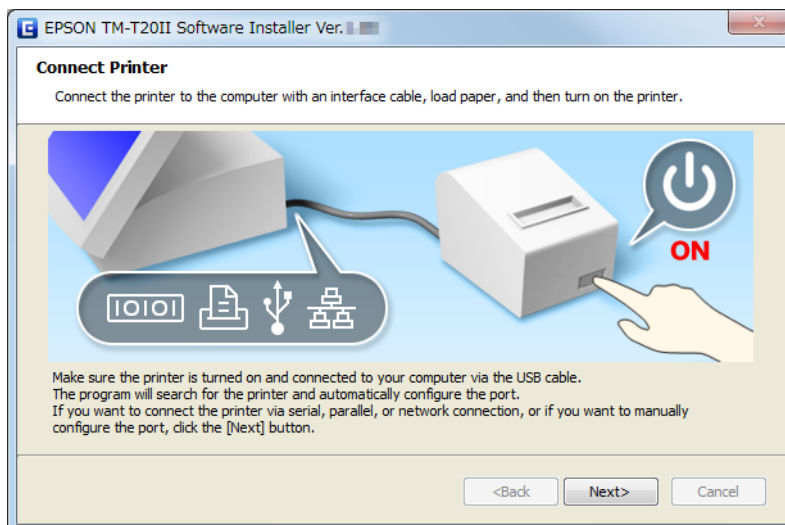 EPSON TM-T20II Software Installer Ver.
Connect Printer
Connect the printer to the computer with an interface cable, load paper, and then turn on the printer.
ON
IOIOI
Make sure the printer is turned on and connected to your computer via the USB cable.
The program will search for the printer and automatically configure the port.
If you want to connect the printer via serial, parallel, or network connection, or if you want to manually
configure the port, click the [Next] button.
<Back
Next>
Cancel